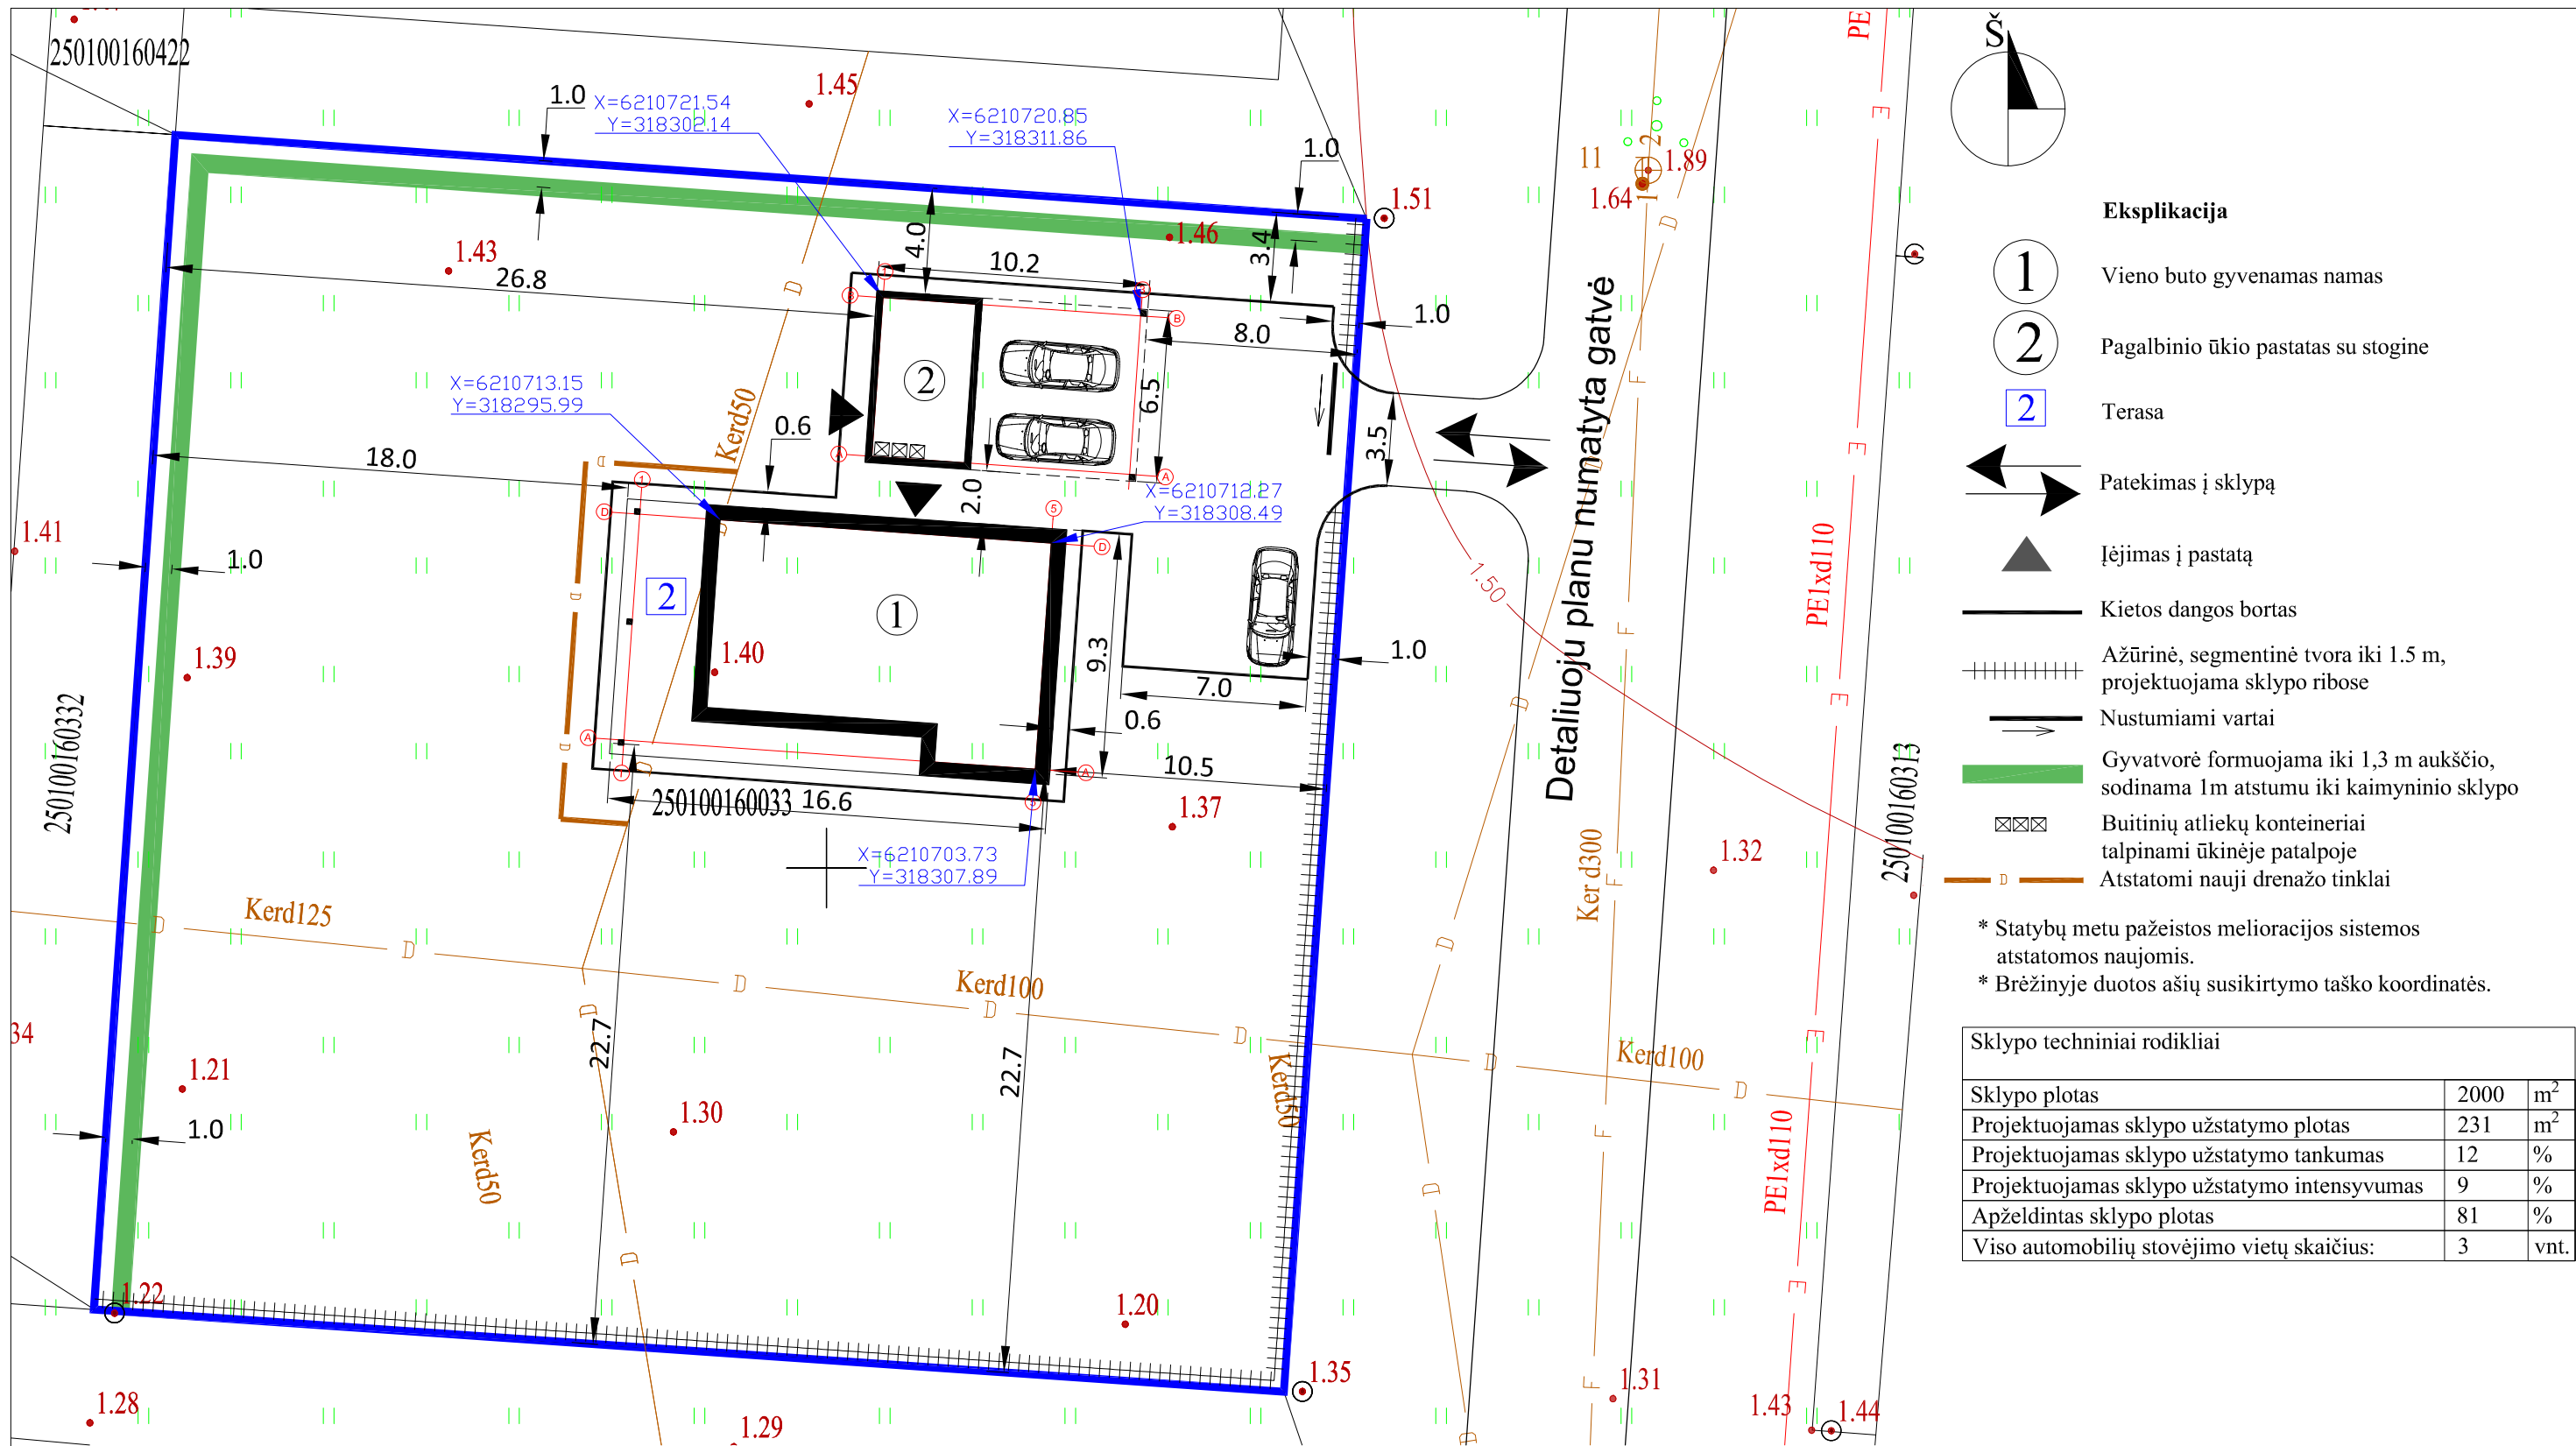 250100160422
1.45
1.0
X=6210721.54
Y=318302.14
X=6210720.85
Y=318311.86
1.0
1.51
11
2
1.89
1.64
11
PE
Š
1.43
26.8
4.0
10.2
1.46
3.4
1.0
8.0
6.5
3.5
D
Kerd50
X=6210713.15
Y=318295.99
0.6
18.0
2
2.0
X=6210712.27
Y=318308.49
1.41
1.0
1.39
250100160332
2
1
1.40
9.3
7.0
0.6
10.5
1.0
1.37
16.6
250100160033
X=6210703.73
Y=318307.89
Detaliuoju planu numatyta gatvė
1.50
PE1xd110
250100160313
1.32
Ker d300
Kerd125
Kerd100
Kerd100
Kerd50
Kerd50
34
1.21
1.0
22.7
22.7
1.30
1.20
1.22
1.35
1.28
1.29
1.31
1.43
1.44
PE1xd110
Eksplikacija
1 Vieno buto gyvenamas namas
2 Pagalbinio ūkio pastatas su stogine
2 Terasa
Patekimas į sklypą
Įėjimas į pastatą
Kietos dangos bortas
Ažūrinė, segmentinė tvora iki 1.5 m,
projektuojama sklypo ribose
Nustumiami vartai
Gyvatvorė formuojama iki 1,3 m aukščio,
sodinama 1m atstumu iki kaimyninio sklypo
Buitinių atliekų konteineriai
talpinami ūkinėje patalpoje
D Atstatomi nauji drenažo tinklai
* Statybų metu pažeistos melioracijos sistemos
atstatomos naujomis.
* Brėžinyje duotos ašių susikirtymo taško koordinatės.
Sklypo techniniai rodikliai
Sklypo plotas 2000 m²
Projektuojamas sklypo užstatymo plotas 231 m²
Projektuojamas sklypo užstatymo tankumas 12 %
Projektuojamas sklypo užstatymo intensyvumas 9 %
Apželdintas sklypo plotas 81 %
Viso automobilių stovėjimo vietų skaičius: 3 vnt.